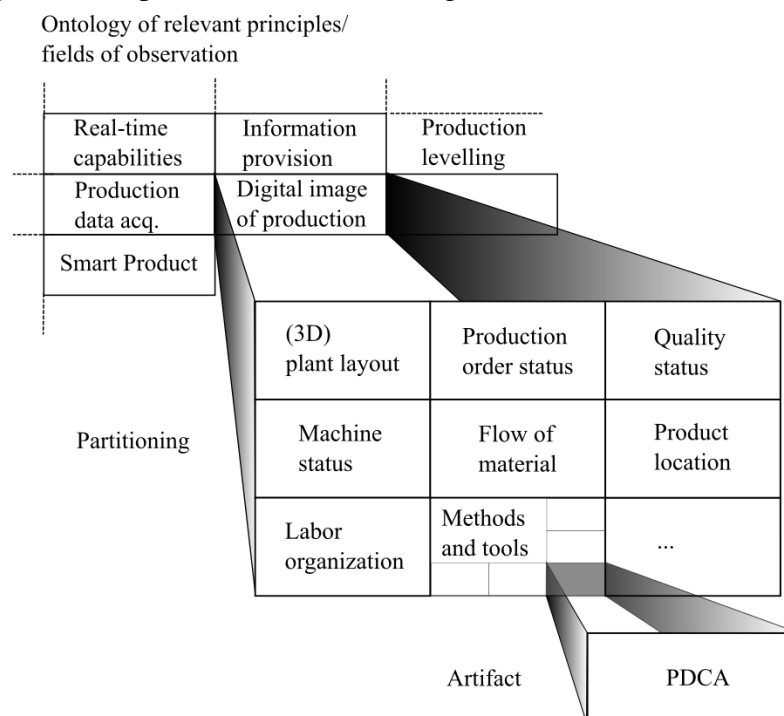 Ontology of relevant principles/
fields of observation
Real-time
capabilities
Information
provision
Production
levelling
Production
data acq.
Digital image
of production
Smart Product
(3D)
plant layout
Production
order status
Quality
status
Partitioning
Machine
status
Flow of
material
Product
location
Labor
organization
Methods
and tools
...
Artifact
PDCA